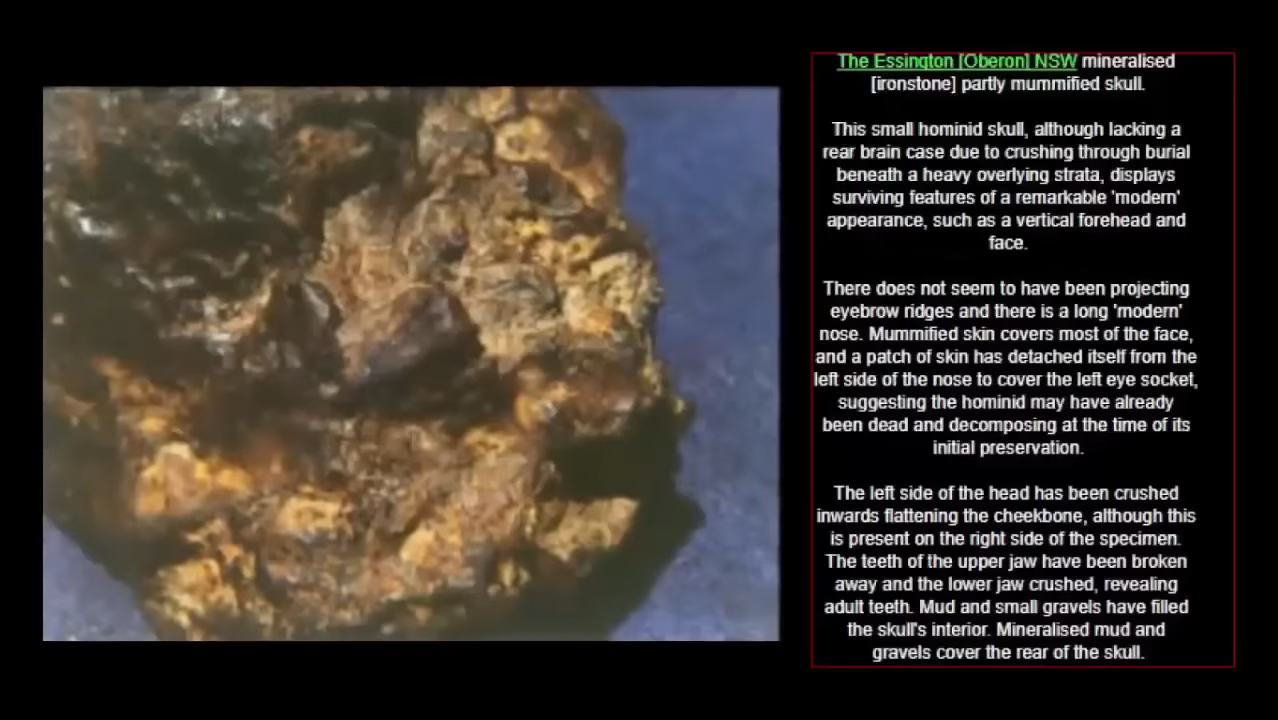 The Essington [Oberon] NSW mineralised
[ironstone] partly mummified skull.
This small hominid skull, although lacking a
rear brain case due to crushing through burial
beneath a heavy overlying strata, displays
surviving features of a remarkable 'modern'
appearance, such as a vertical forehead and
face.
There does not seem to have been projecting
eyebrow ridges and there is a long 'modern'
nose. Mummified skin covers most of the face,
and a patch of skin has detached itself from the
left side of the nose to cover the left eye socket,
suggesting the hominid may have already
been dead and decomposing at the time of its
initial preservation.
The left side of the head has been crushed
inwards flattening the cheekbone, although this
is present on the right side of the specimen.
The teeth of the upper jaw have been broken
away and the lower jaw crushed, revealing
adult teeth. Mud and small gravels have filled
the skull's interior. Mineralised mud and
gravels cover the rear of the skull.